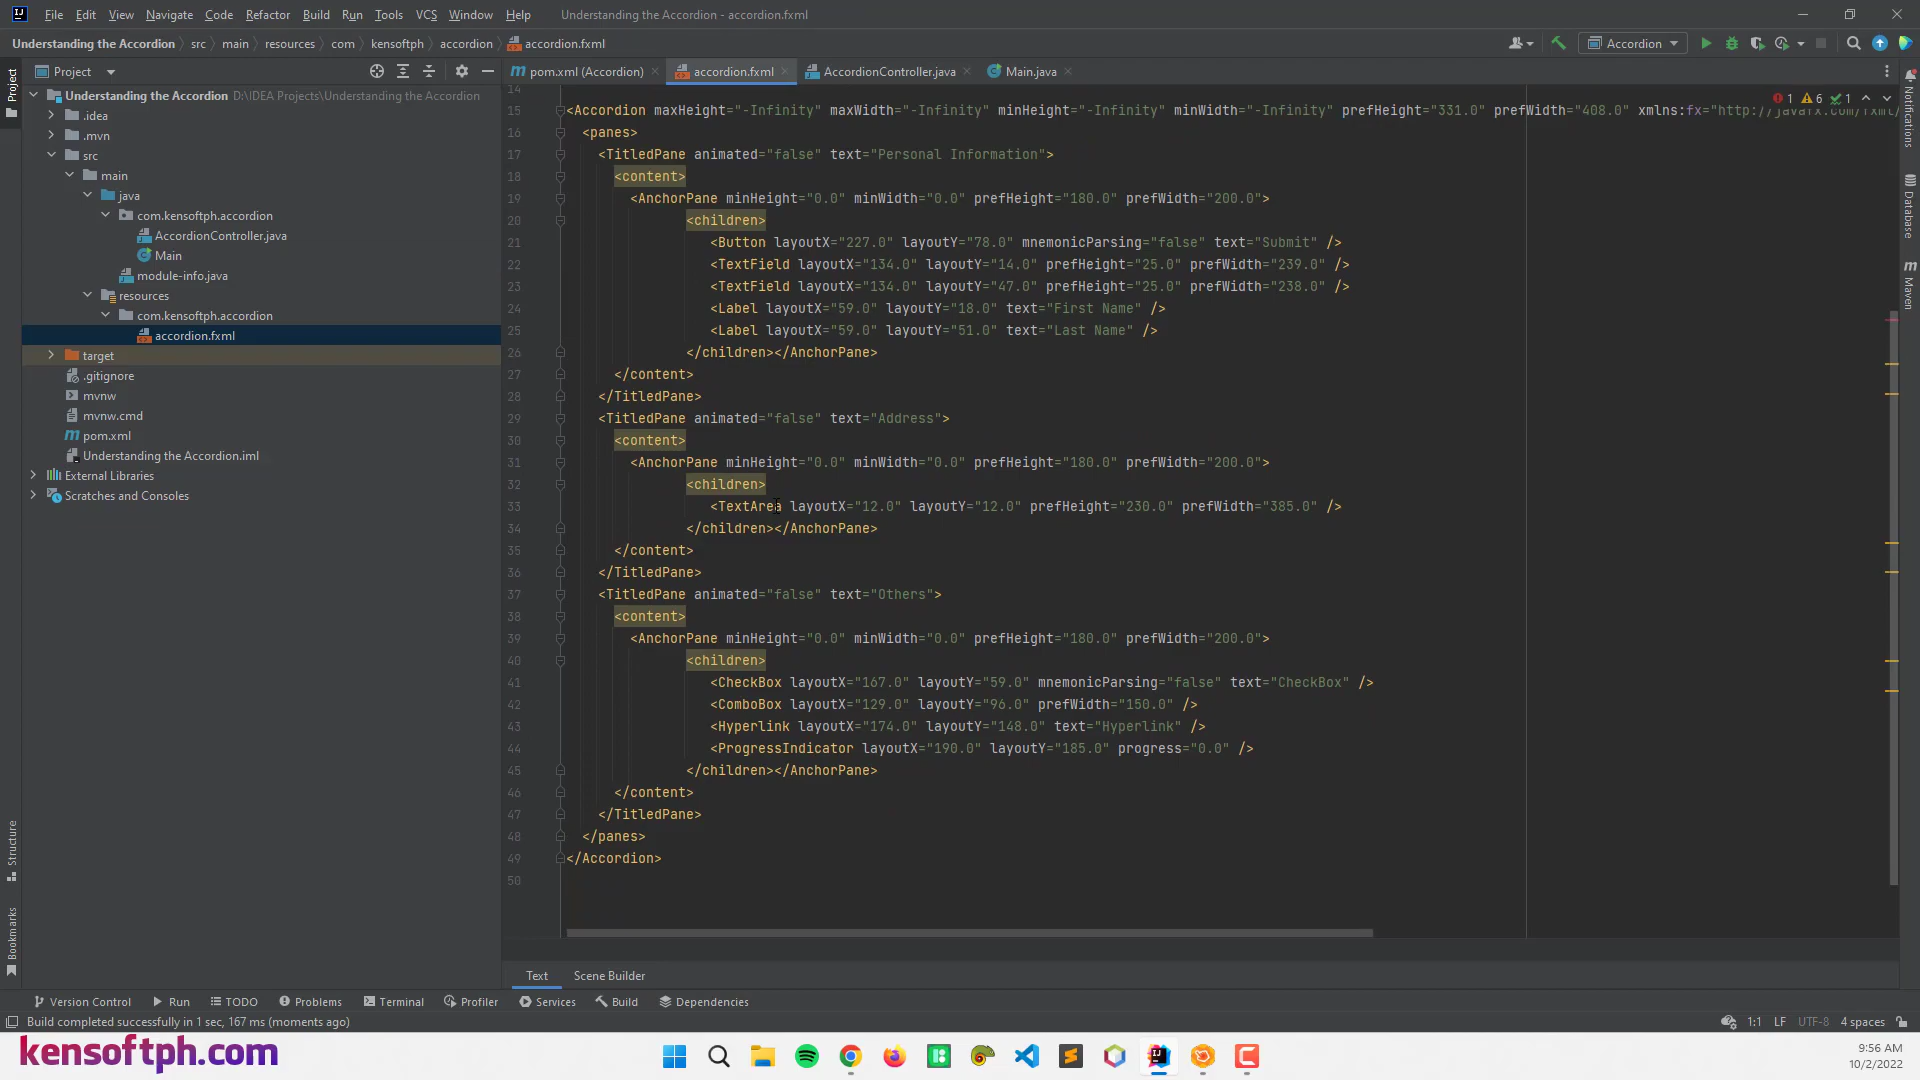 File Edit View Navigate Code Refactor Build Run Tools VCS Window Help Understanding the Accordion - accordion.fxml
Understanding the Accordion src main resources com kensoftph accordion accordion.fxml Accordion
Project pom.xml (Accordion) accordion.fxml AccordionController.java Main.java
Project
Understanding the Accordion D:\IDEA Projects\Understanding the Accordion
.idea
.mvn
src
main
java
com.kensoftph.accordion
AccordionController.java
Main
module-info.java
resources
com.kensoftph.accordion
accordion.fxml
target
.gitignore
mvnw
mvnw.cmd
pom.xml
Understanding the Accordion.iml
External Libraries
Scratches and Consoles
Structure
Bookmarks
1 6 1
14
15 <Accordion maxHeight="-Infinity" maxWidth="-Infinity" minHeight="-Infinity" minWidth="-Infinity" prefHeight="331.0" prefWidth="408.0" xmlns:fx="http://javafx.com/fxml/
16 <panes>
17 <TitledPane animated="false" text="Personal Information">
18 <content>
19 <AnchorPane minHeight="0.0" minWidth="0.0" prefHeight="180.0" prefWidth="200.0">
20 <children>
21 <Button layoutX="227.0" layoutY="78.0" mnemonicParsing="false" text="Submit" />
22 <TextField layoutX="134.0" layoutY="14.0" prefHeight="25.0" prefWidth="239.0" />
23 <TextField layoutX="134.0" layoutY="47.0" prefHeight="25.0" prefWidth="238.0" />
24 <Label layoutX="59.0" layoutY="18.0" text="First Name" />
25 <Label layoutX="59.0" layoutY="51.0" text="Last Name" />
26 </children></AnchorPane>
27 </content>
28 </TitledPane>
29 <TitledPane animated="false" text="Address">
30 <content>
31 <AnchorPane minHeight="0.0" minWidth="0.0" prefHeight="180.0" prefWidth="200.0">
32 <children>
33 <TextArea layoutX="12.0" layoutY="12.0" prefHeight="230.0" prefWidth="385.0" />
34 </children></AnchorPane>
35 </content>
36 </TitledPane>
37 <TitledPane animated="false" text="Others">
38 <content>
39 <AnchorPane minHeight="0.0" minWidth="0.0" prefHeight="180.0" prefWidth="200.0">
40 <children>
41 <CheckBox layoutX="167.0" layoutY="59.0" mnemonicParsing="false" text="CheckBox" />
42 <ComboBox layoutX="129.0" layoutY="96.0" prefWidth="150.0" />
43 <Hyperlink layoutX="174.0" layoutY="148.0" text="Hyperlink" />
44 <ProgressIndicator layoutX="190.0" layoutY="185.0" progress="0.0" />
45 </children></AnchorPane>
46 </content>
47 </TitledPane>
48 </panes>
49 </Accordion>
50
Notifications
Database
Maven
Text Scene Builder
Version Control Run TODO Problems Terminal Profiler Services Build Dependencies
Build completed successfully in 1 sec, 167 ms (moments ago) 1:1 LF UTF-8 4 spaces
kensoftph.com
9:56 AM
10/2/2022